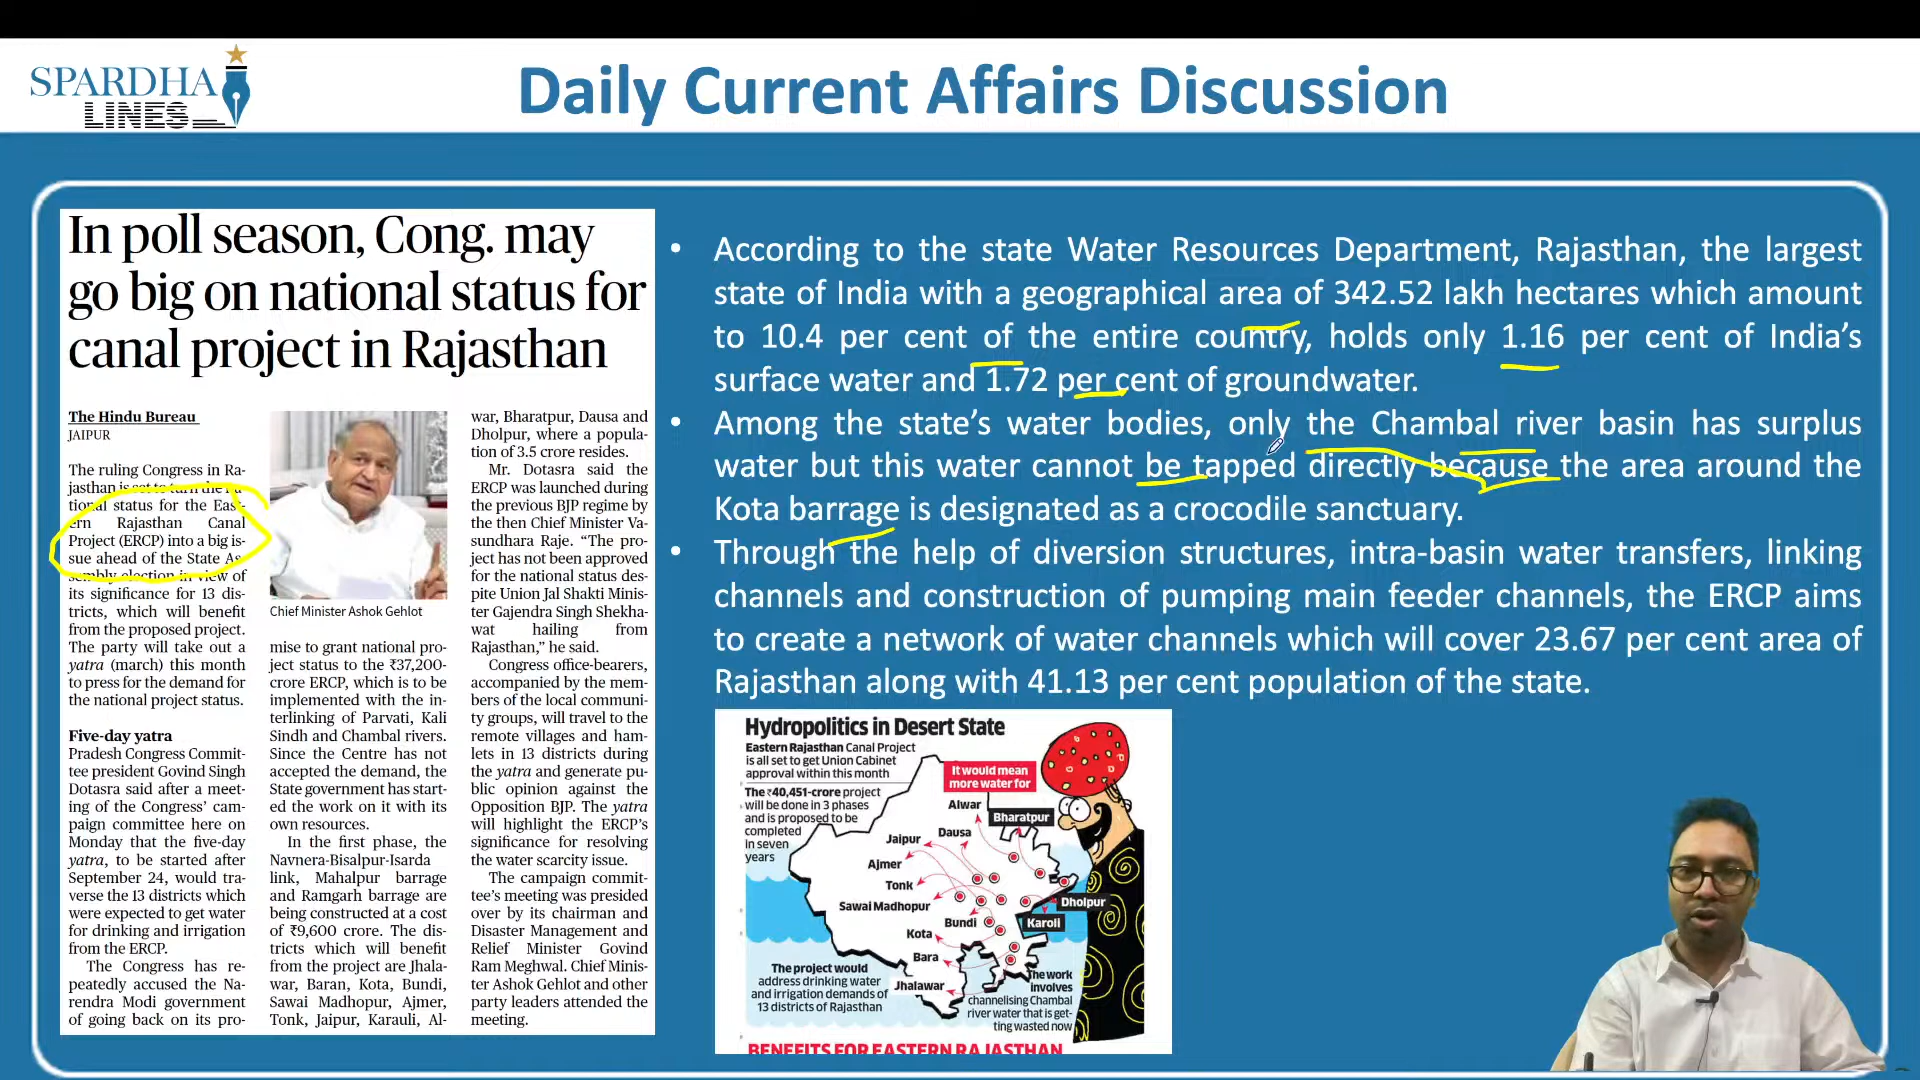 SPARDHA
LINES
Daily Current Affairs Discussion
In poll season, Cong. may
go big on national status for
canal project in Rajasthan
The Hindu Bureau
JAIPUR
The ruling Congress in Ra-
jasthan is set to turn the na-
tional status for the East-
ern Rajasthan Canal
Project (ERCP) into a big is-
sue ahead of the State As-
sembly election in view of
its significance for 13 dis-
tricts, which will benefit
from the proposed project.
The party will take out a
yatra (march) this month
to press for the demand for
the national project status.
Five-day yatra
Pradesh Congress Commit-
tee president Govind Singh
Dotasra said after a meet-
ing of the Congress' cam-
paign committee here on
Monday that the five-day
yatra, to be started after
September 24, would tra-
verse the 13 districts which
were expected to get water
for drinking and irrigation
from the ERCP.
The Congress has re-
peatedly accused the Na-
rendra Modi government
of going back on its pro-
Chief Minister Ashok Gehlot
mise to grant national pro-
ject status to the ₹37,200-
crore ERCP, which is to be
implemented with the in-
terlinking of Parvati, Kali
Sindh and Chambal rivers.
Since the Centre has not
accepted the demand, the
State government has start-
ed the work on it with its
own resources.
In the first phase, the
Navnera-Bisalpur-Isarda
link, Mahalpur barrage
and Ramgarh barrage are
being constructed at a cost
of ₹9,600 crore. The dis-
tricts which will benefit
from the project are Jhala-
war, Baran, Kota, Bundi,
Sawai Madhopur, Ajmer,
Tonk, Jaipur, Karauli, Al-
war, Bharatpur, Dausa and
Dholpur, where a popula-
tion of 3.5 crore resides.
Mr. Dotasra said the
ERCP was launched during
the previous BJP regime by
the then Chief Minister Va-
sundhara Raje. "The pro-
ject has not been approved
for the national status des-
pite Union Jal Shakti Minis-
ter Gajendra Singh Shekha-
wat hailing from
Rajasthan," he said.
Congress office-bearers,
accompanied by the mem-
bers of the local communi-
ty groups, will travel to the
remote villages and ham-
lets in 13 districts during
the yatra and generate pu-
blic opinion against the
Opposition BJP. The yatra
will highlight the ERCP's
significance for resolving
the water scarcity issue.
The campaign commit-
tee's meeting was presided
over by its chairman and
Disaster Management and
Relief Minister Govind
Ram Meghwal. Chief Minis-
ter Ashok Gehlot and other
party leaders attended the
meeting.
• According to the state Water Resources Department, Rajasthan, the largest
state of India with a geographical area of 342.52 lakh hectares which amount
to 10.4 per cent of the entire country, holds only 1.16 per cent of India's
surface water and 1.72 per cent of groundwater.
• Among the state's water bodies, only the Chambal river basin has surplus
water but this water cannot be tapped directly because the area around the
Kota barrage is designated as a crocodile sanctuary.
• Through the help of diversion structures, intra-basin water transfers, linking
channels and construction of pumping main feeder channels, the ERCP aims
to create a network of water channels which will cover 23.67 per cent area of
Rajasthan along with 41.13 per cent population of the state.
Hydropolitics in Desert State
Eastern Rajasthan Canal Project
is all set to get Union Cabinet
approval within this month
The ₹40,451-crore project
will be done in 3 phases
and is proposed to be
completed
in seven
years
It would mean
more water for
Alwar
Bharatpur
Dausa
Jaipur
Ajmer
Tonk
Sawai Madhopur
Dholpur
Bundi
Karoli
Kota
Bara
Jhalawar
The project would
address drinking water
and irrigation demands of
13 districts of Rajasthan
The work
involves
channelising Chambal
river water that is get-
ting wasted now
BENEFITS FOR EASTERN RAJASTHAN